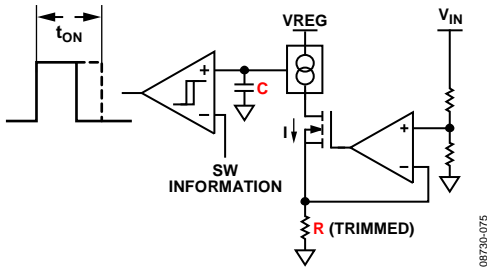 tON
VREG
VIN
+
−
C
I
+
−
SW
INFORMATION
R (TRIMMED)
08730-075